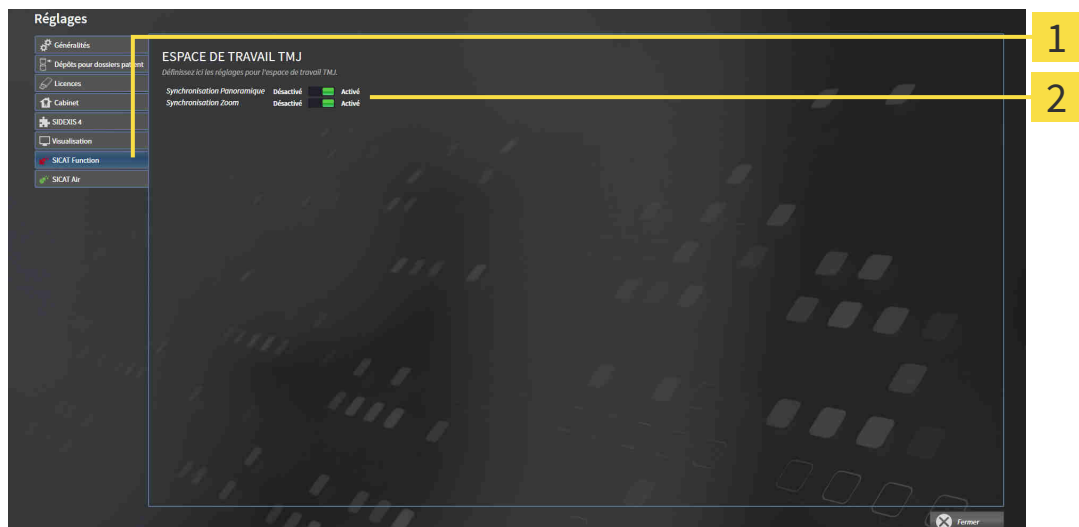 Réglages
Généralités
Dépôts pour dossiers patient
Licences
Cabinet
SIDEXIS 4
Visualisation
SICAT Function
SICAT Air
ESPACE DE TRAVAIL TMJ
Définissez ici les réglages pour l'espace de travail TMJ.
Synchronisation Panoramique Désactivé Activé
Synchronisation Zoom Désactivé Activé
1
2
Fermer